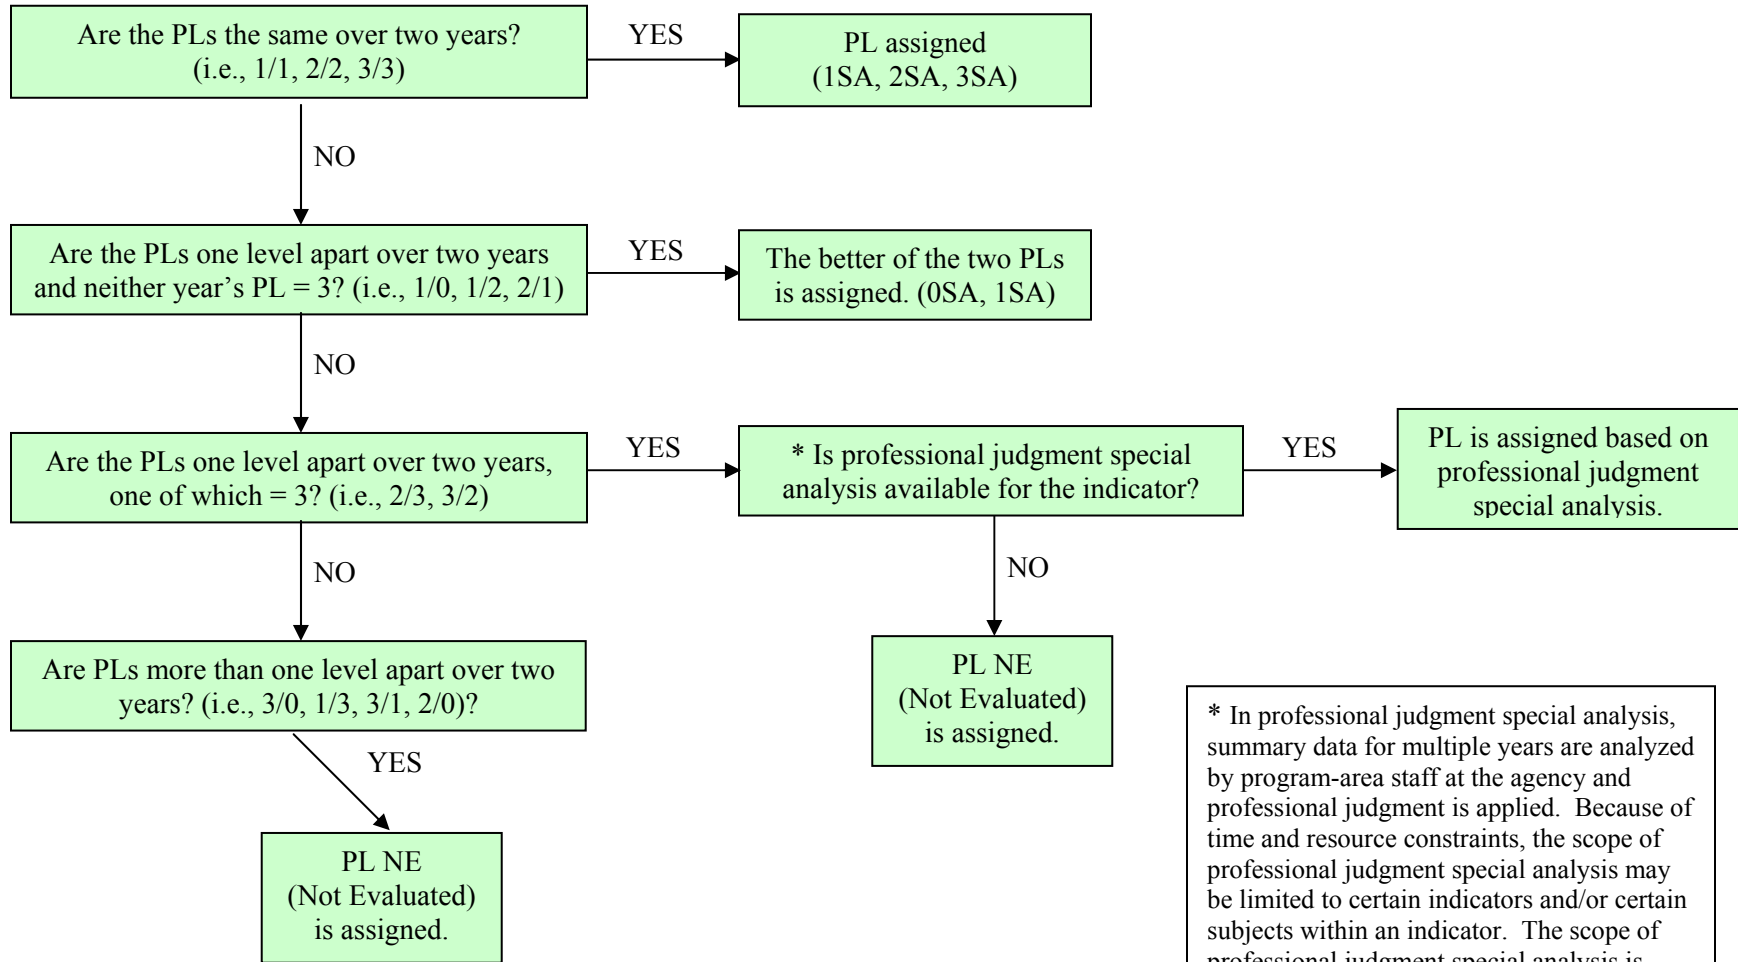 Are the PLs the same over two years?
(i.e., 1/1, 2/2, 3/3)
YES
PL assigned
(1SA, 2SA, 3SA)
NO
Are the PLs one level apart over two years
and neither year’s PL = 3? (i.e., 1/0, 1/2, 2/1)
YES
The better of the two PLs
is assigned. (0SA, 1SA)
NO
Are the PLs one level apart over two years,
one of which = 3? (i.e., 2/3, 3/2)
YES
* Is professional judgment special
analysis available for the indicator?
YES
PL is assigned based on
professional judgment
special analysis.
NO
NO
Are PLs more than one level apart over two
years? (i.e., 3/0, 1/3, 3/1, 2/0)?
PL NE
(Not Evaluated)
is assigned.
YES
PL NE
(Not Evaluated)
is assigned.
* In professional judgment special analysis,
summary data for multiple years are analyzed
by program-area staff at the agency and
professional judgment is applied.  Because of
time and resource constraints, the scope of
professional judgment special analysis may
be limited to certain indicators and/or certain
subjects within an indicator.  The scope of
professional judgment special analysis is